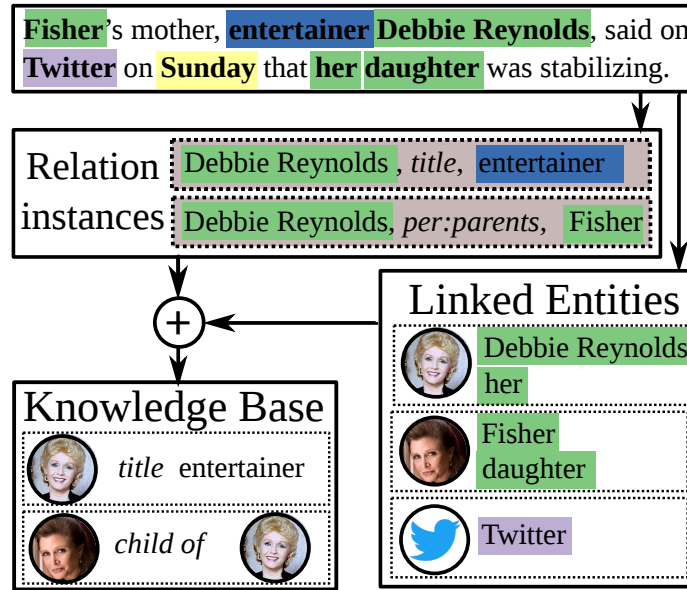 Fisher's mother, entertainer Debbie Reynolds, said on
Twitter on Sunday that her daughter was stabilizing.
Relation
instances
Debbie Reynolds, title, entertainer
Debbie Reynolds, per:parents, Fisher
+
Linked Entities
Debbie Reynolds
her
Fisher
daughter
Twitter
Knowledge Base
title entertainer
child of